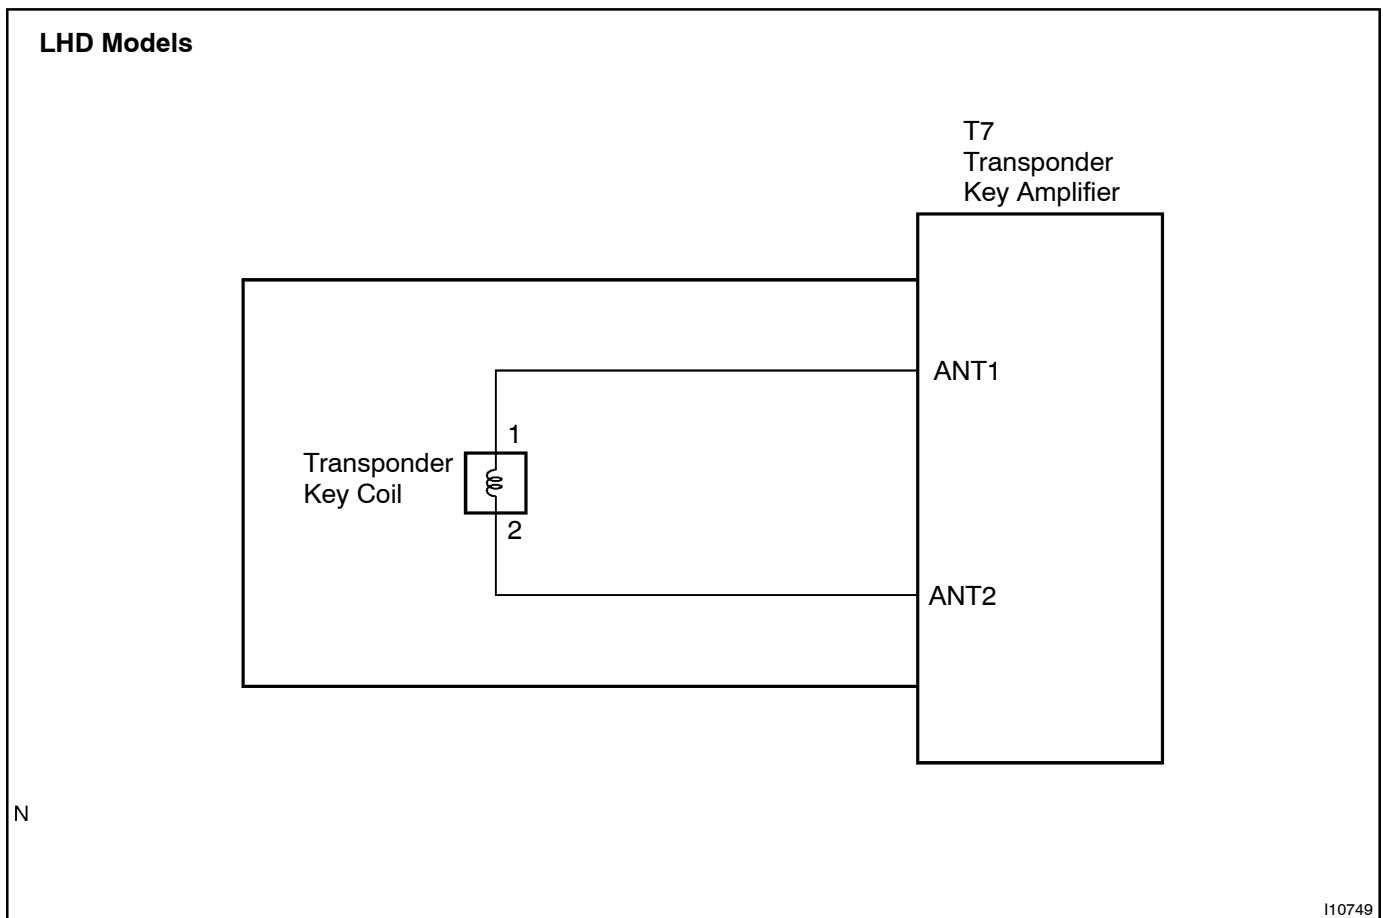 LHD Models
T7
Transponder
Key Amplifier
ANT1
1
Transponder
Key Coil
2
ANT2
N
I10749